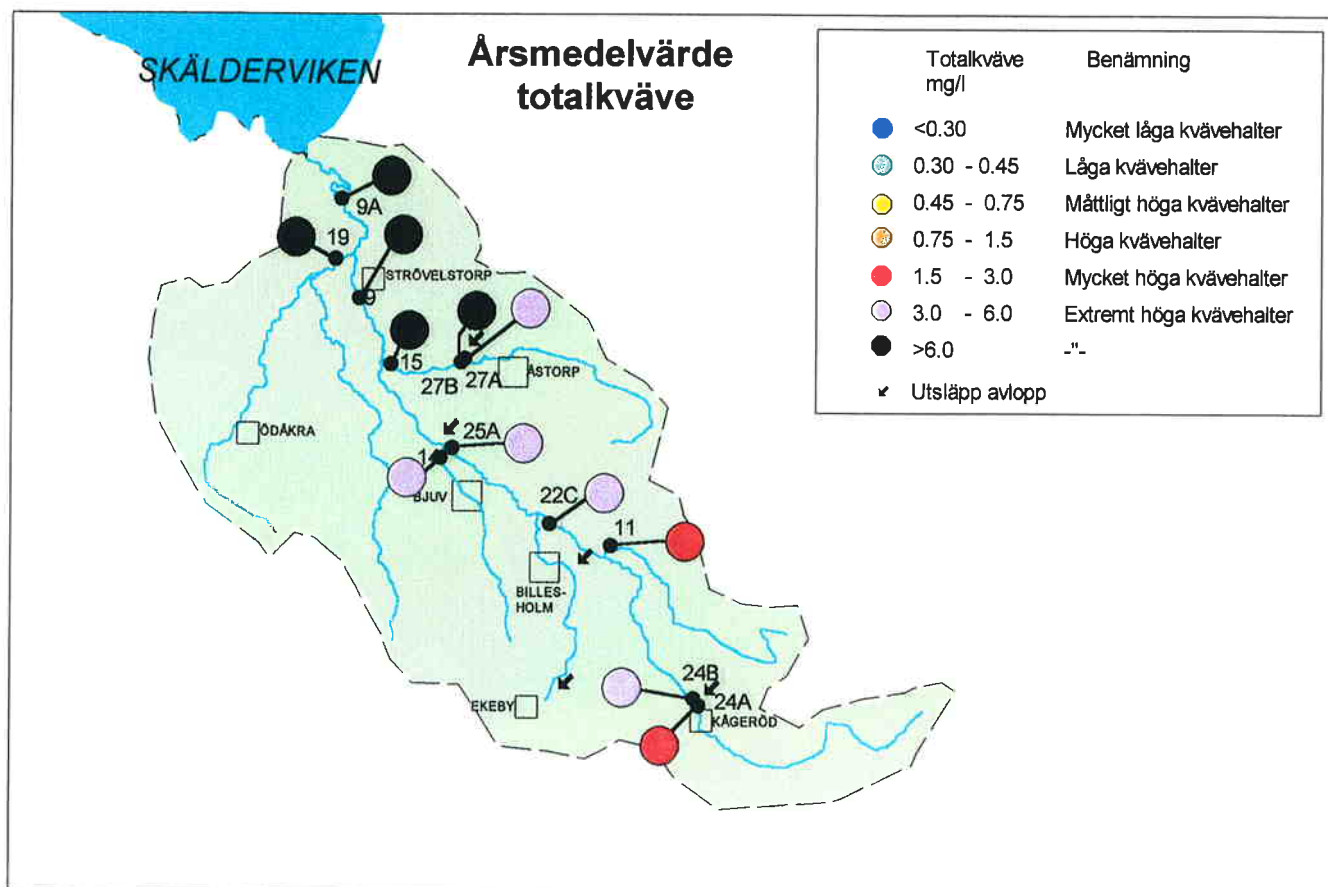 Årsmedelvärde
totalkväve
SKÄLDERVIKEN
Totalkväve Benämning
mg/l
<0.30 Mycket låga kvävehalter
0.30 - 0.45 Låga kvävehalter
0.45 - 0.75 Måttligt höga kvävehalter
0.75 - 1.5 Höga kvävehalter
1.5 - 3.0 Mycket höga kvävehalter
3.0 - 6.0 Extremt höga kvävehalter
>6.0 -"-
Utsläpp avlopp
9A
19
STRÖVELSTORP
9
15
27B
27A
ÅSTORP
ÖDÅKRA
25A
BJUV
22C
11
BILLES-
HOLM
24B
24A
EKEBY
KÅGERÖD